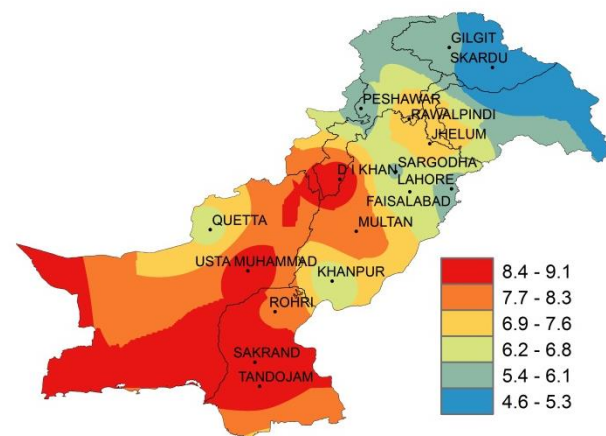 GILGIT
SKARDU
PESHAWAR
RAWALPINDI
JHELUM
SARGODHA
D I KHAN
LAHORE
FAISALABAD
QUETTA
MULTAN
USTA MUHAMMAD
KHANPUR
ROHRI
SAKRAND
TANDOJAM
8.4 - 9.1
7.7 - 8.3
6.9 - 7.6
6.2 - 6.8
5.4 - 6.1
4.6 - 5.3